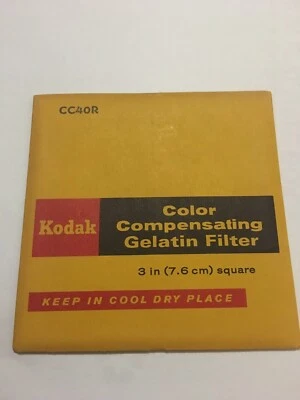 CC40R
Kodak
Color
Compensating
Gelatin Filter
3 in (7.6 cm) square
KEEP IN COOL DRY PLACE